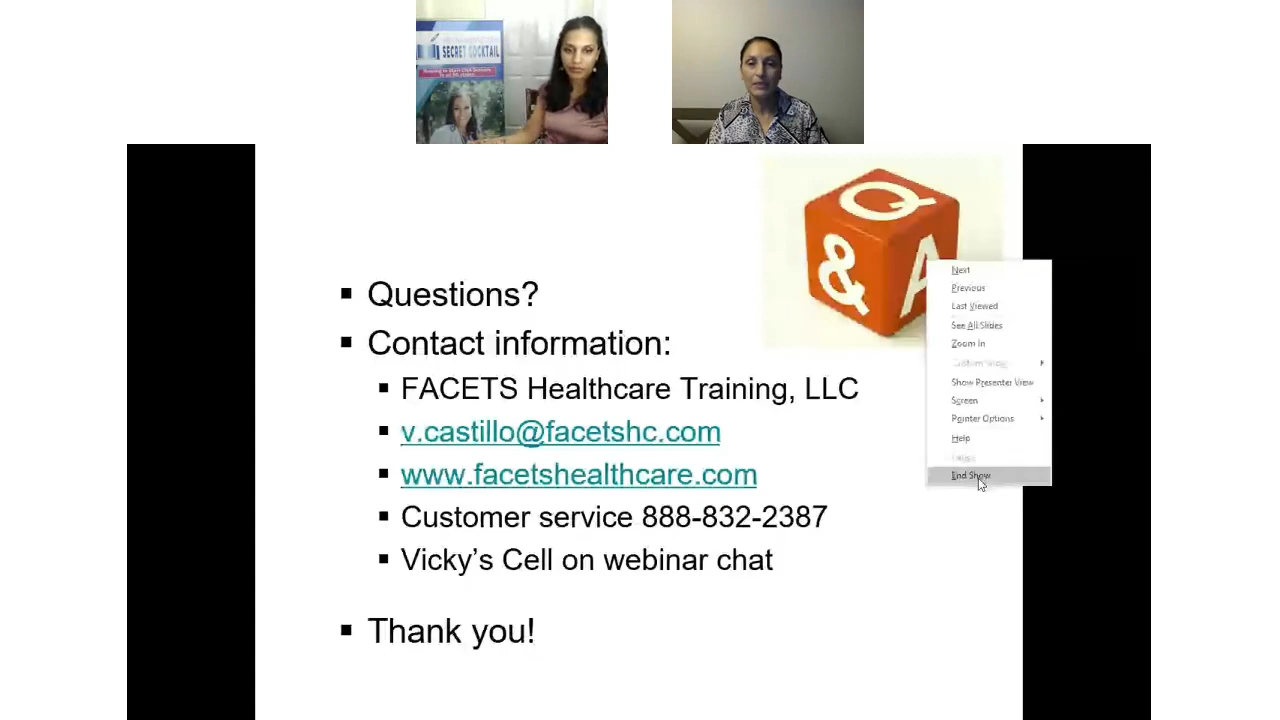 SECRET COCKTAIL
Q
&
A
Questions?
Contact information:
FACETS Healthcare Training, LLC
v.castillo@facetshc.com
www.facetshealthcare.com
Customer service 888-832-2387
Vicky’s Cell on webinar chat
Thank you!
Next
Previous
Last Viewed
See All Slides
Zoom In
Custom Show
Show Presenter View
Screen
Pointer Options
Help
End Show